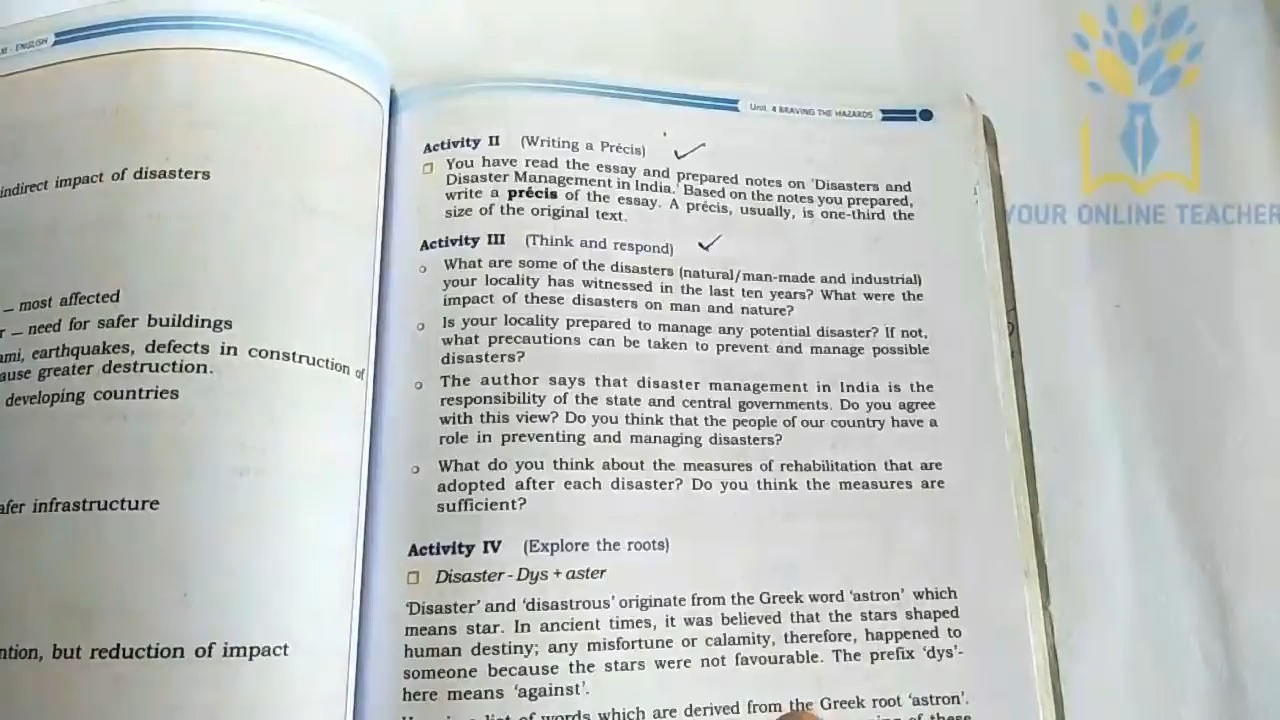 XI - ENGLISH
indirect impact of disasters
– most affected
– need for safer buildings
earthquakes, defects in construction of
cause greater destruction.
developing countries
infrastructure
but reduction of impact
Unit 4 BRAVING THE HAZARDS
Activity II (Writing a Précis)
You have read the essay and prepared notes on 'Disasters and
Disaster Management in India.' Based on the notes you prepared,
write a précis of the essay. A précis, usually, is one-third the
size of the original text.
Activity III (Think and respond)
What are some of the disasters (natural/man-made and industrial)
your locality has witnessed in the last ten years? What were the
impact of these disasters on man and nature?
Is your locality prepared to manage any potential disaster? If not,
what precautions can be taken to prevent and manage possible
disasters?
The author says that disaster management in India is the
responsibility of the state and central governments. Do you agree
with this view? Do you think that the people of our country have a
role in preventing and managing disasters?
What do you think about the measures of rehabilitation that are
adopted after each disaster? Do you think the measures are
sufficient?
Activity IV (Explore the roots)
Disaster - Dys + aster
'Disaster' and 'disastrous' originate from the Greek word 'astron' which
means star. In ancient times, it was believed that the stars shaped
human destiny; any misfortune or calamity, therefore, happened to
someone because the stars were not favourable. The prefix 'dys'-
here means 'against'.
list of words which are derived from the Greek root 'astron'.
of these
YOUR ONLINE TEACHER